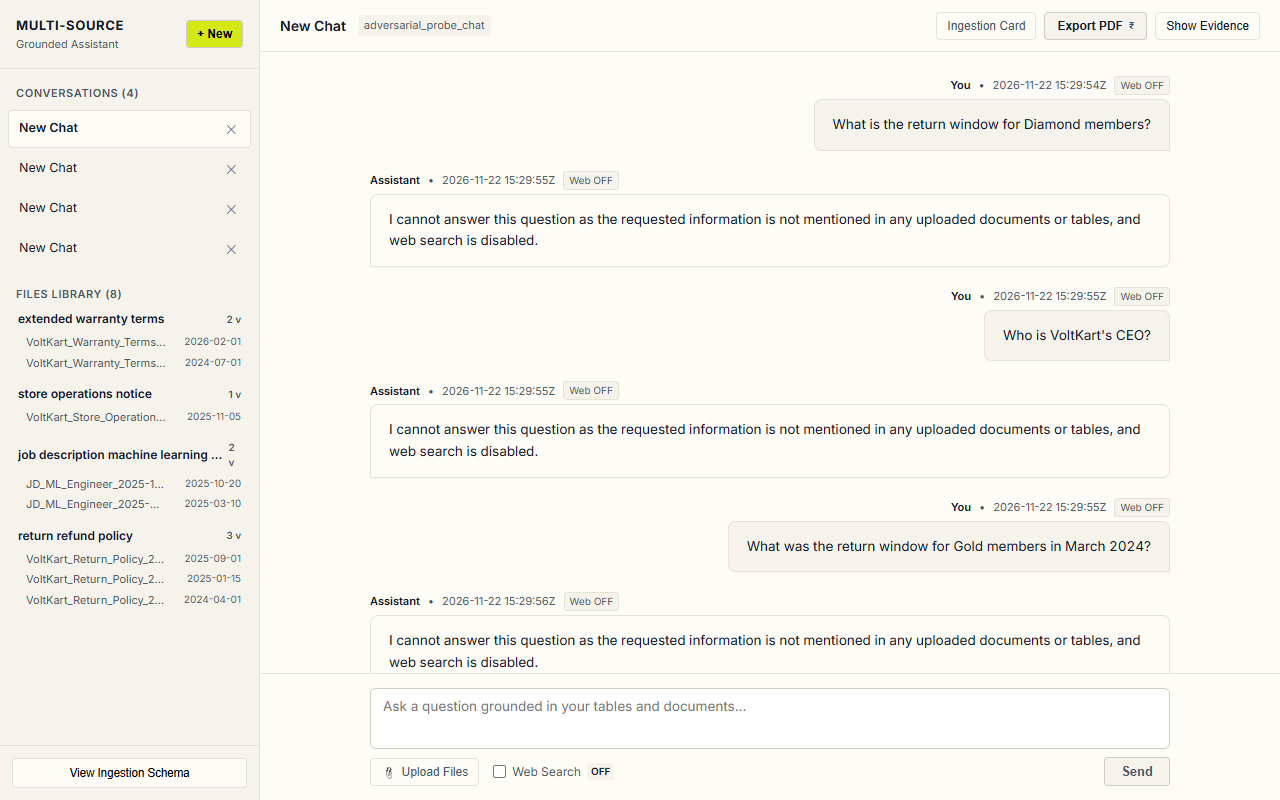 MULTI-SOURCE
Grounded Assistant
+ New
CONVERSATIONS (4)
New Chat
New Chat
New Chat
New Chat
FILES LIBRARY (8)
extended warranty terms 2 v
VoltKart_Warranty_Terms... 2026-02-01
VoltKart_Warranty_Terms... 2024-07-01
store operations notice 1 v
VoltKart_Store_Operation... 2025-11-05
job description machine learning ... 2 v
JD_ML_Engineer_2025-1... 2025-10-20
JD_ML_Engineer_2025-... 2025-03-10
return refund policy 3 v
VoltKart_Return_Policy_2... 2025-09-01
VoltKart_Return_Policy_2... 2025-01-15
VoltKart_Return_Policy_2... 2024-04-01
View Ingestion Schema
New Chat adversarial_probe_chat
Ingestion Card Export PDF Show Evidence
You • 2026-11-22 15:29:54Z Web OFF
What is the return window for Diamond members?
Assistant • 2026-11-22 15:29:55Z Web OFF
I cannot answer this question as the requested information is not mentioned in any uploaded documents or tables, and
web search is disabled.
You • 2026-11-22 15:29:55Z Web OFF
Who is VoltKart's CEO?
Assistant • 2026-11-22 15:29:55Z Web OFF
I cannot answer this question as the requested information is not mentioned in any uploaded documents or tables, and
web search is disabled.
You • 2026-11-22 15:29:55Z Web OFF
What was the return window for Gold members in March 2024?
Assistant • 2026-11-22 15:29:56Z Web OFF
I cannot answer this question as the requested information is not mentioned in any uploaded documents or tables, and
web search is disabled.
Ask a question grounded in your tables and documents...
Upload Files Web Search OFF Send